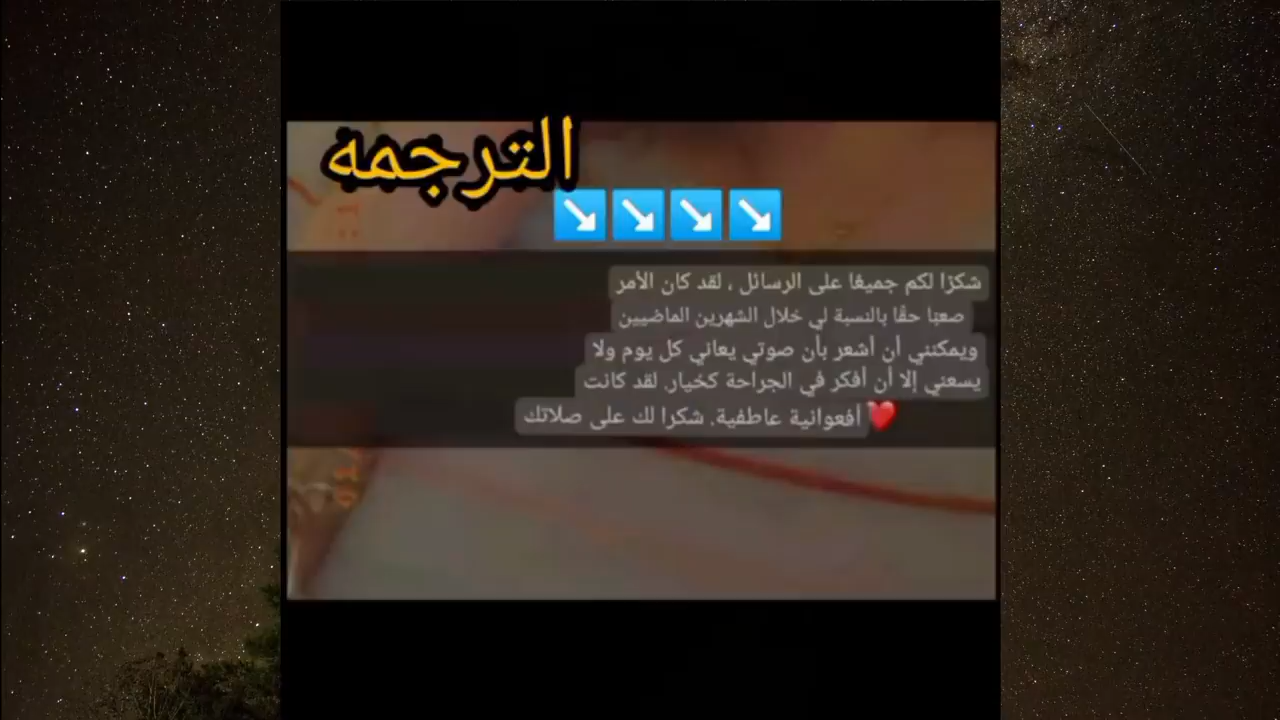 الترجمه
شكرًا لكم جميعًا على الرسائل ، لقد كان الأمر
صعبًا حقًا بالنسبة لي خلال الشهرين الماضيين
ويمكنني أن أشعر بأن صوتي يعاني كل يوم ولا
يسعني إلا أن أفكر في الجراحة كخيار. لقد كانت
❤️ أفعوانية عاطفية. شكرا لك على صلاتك